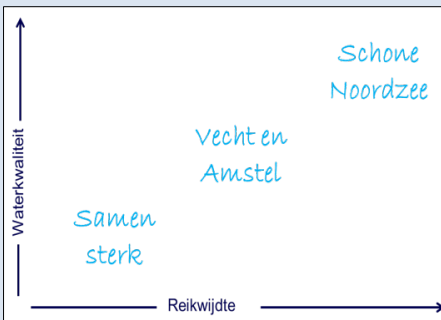 Schone
Noordzee
Vecht en
Amstel
Samen
sterk
Waterkwaliteit
Reikwijdte